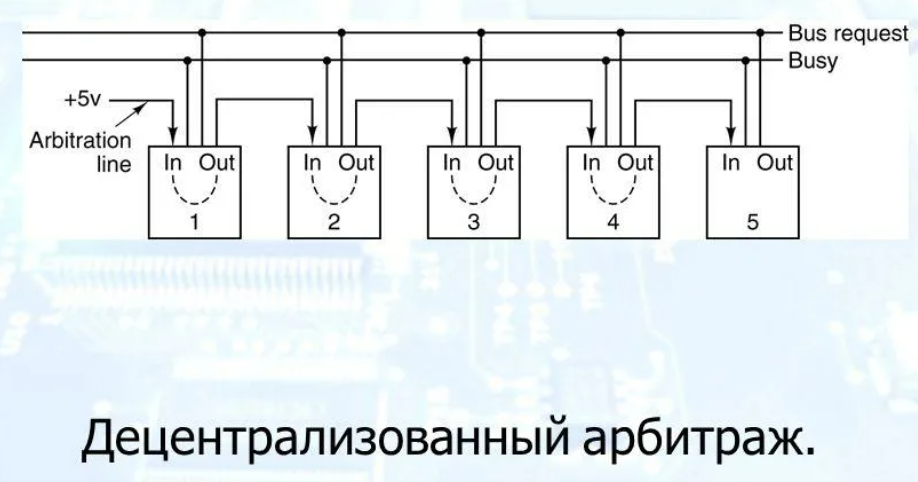 Bus request
Busy
+5v
Arbitration
line
In Out In Out In Out In Out In Out
1 2 3 4 5
Децентрализованный арбитраж.